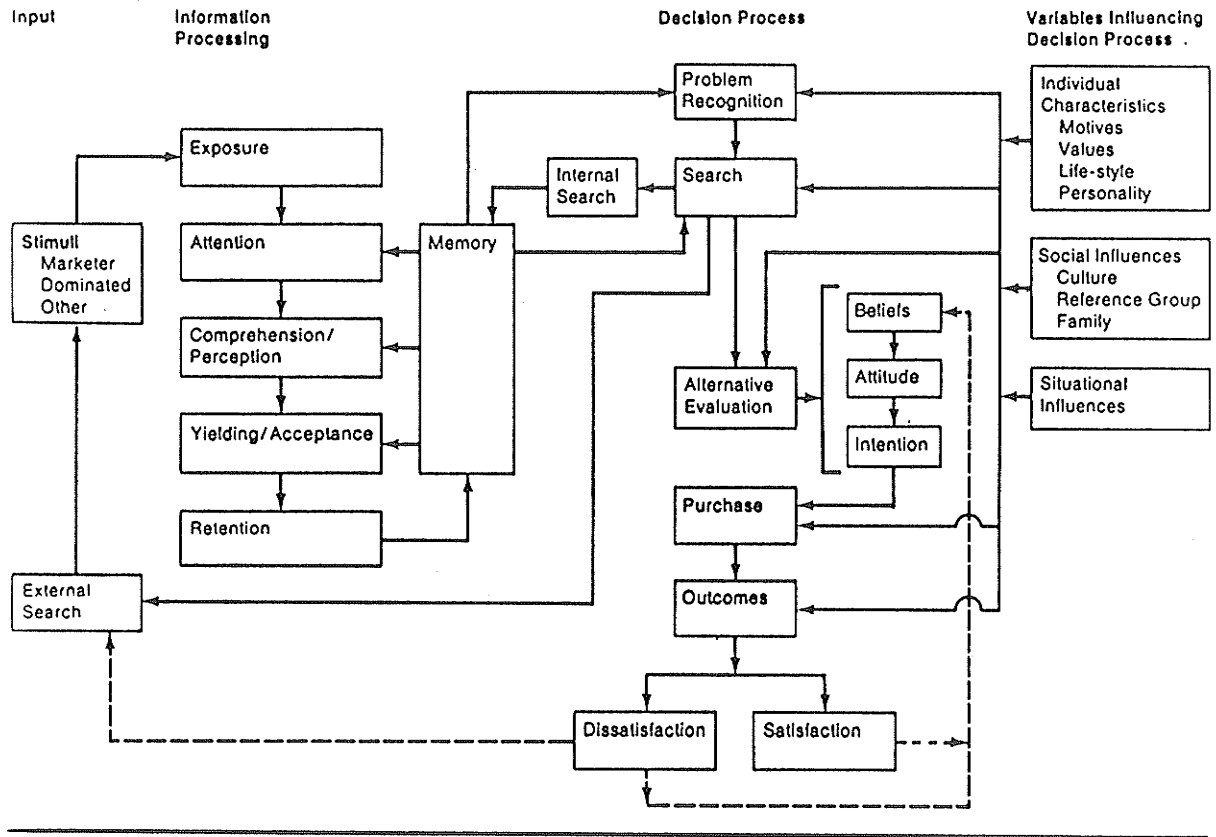 Input
Information
Processing
Decision Process
Variables Influencing
Decision Process
Problem
Recognition
Individual
Characteristics
Motives
Values
Life-style
Personality
Exposure
Internal
Search
Search
Stimuli
Marketer
Dominated
Other
Attention
Memory
Social Influences
Culture
Reference Group
Family
Beliefs
Comprehension/
Perception
Alternative
Evaluation
Attitude
Situational
Influences
Yielding/Acceptance
Intention
Purchase
Retention
External
Search
Outcomes
Dissatisfaction
Satisfaction